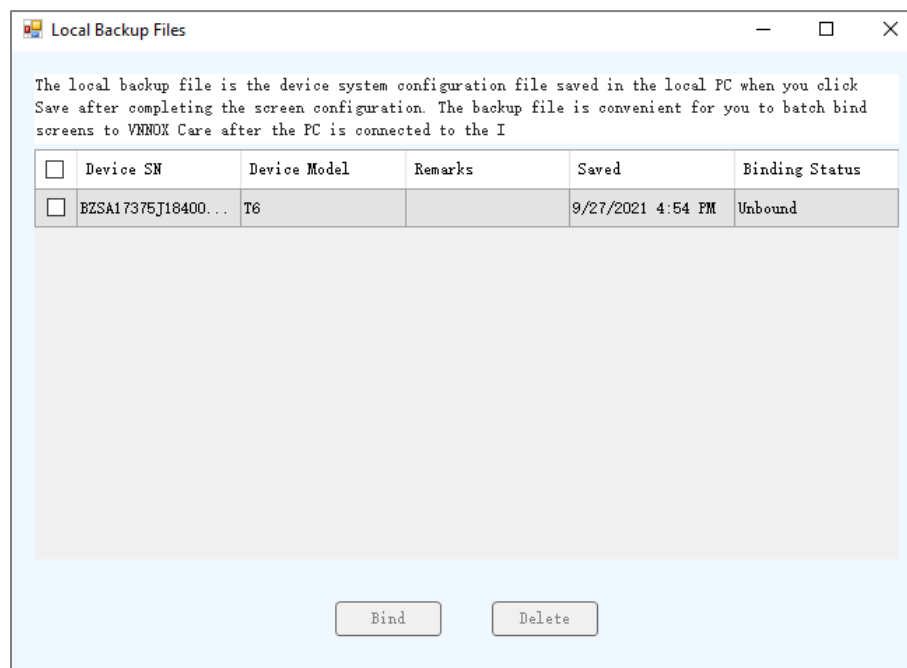 Local Backup Files
The local backup file is the device system configuration file saved in the local PC when you click
Save after completing the screen configuration. The backup file is convenient for you to batch bind
screens to VNNOX Care after the PC is connected to the I
Device SN Device Model Remarks Saved Binding Status
BZSA17375J18400... T6 9/27/2021 4:54 PM Unbound
Bind Delete